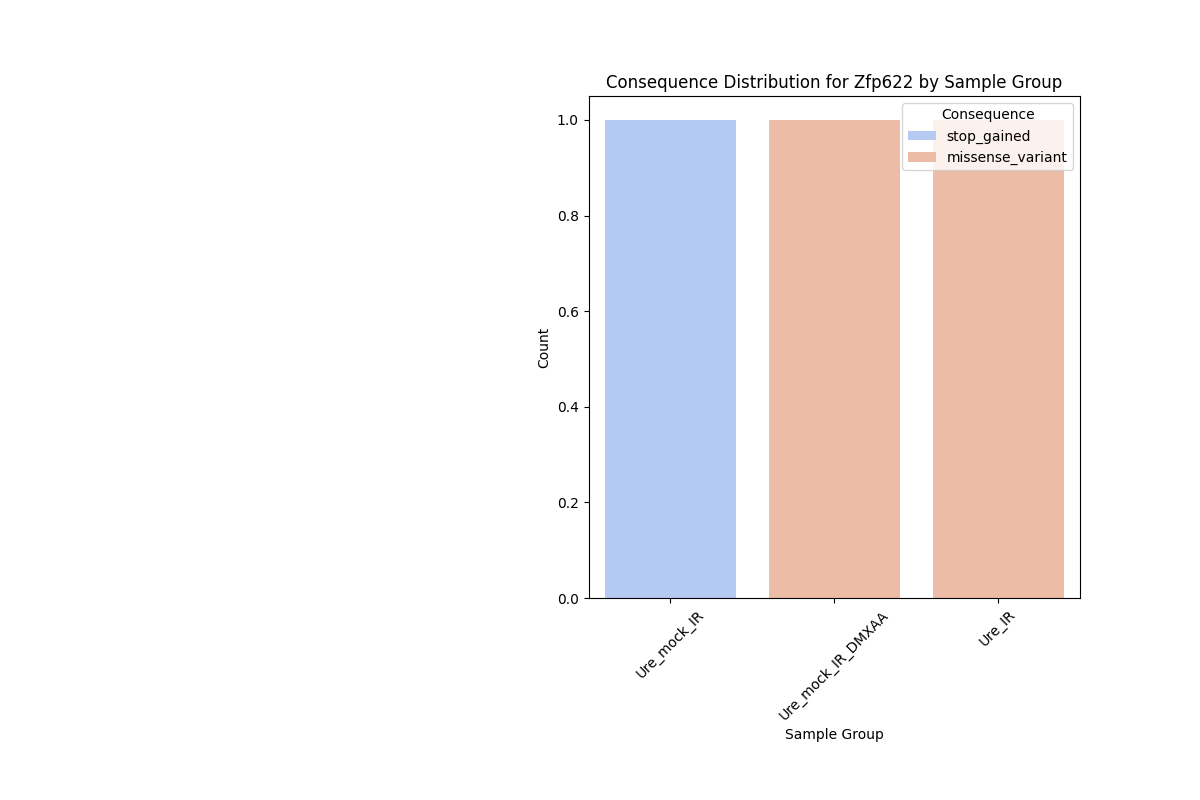 Consequence Distribution for Zfp622 by Sample Group
Consequence
stop_gained
missense_variant
1.0
0.8
0.6
0.4
0.2
0.0
Count
Ure_mock_IR
Ure_mock_IR_DMXAA
Ure_IR
Sample Group